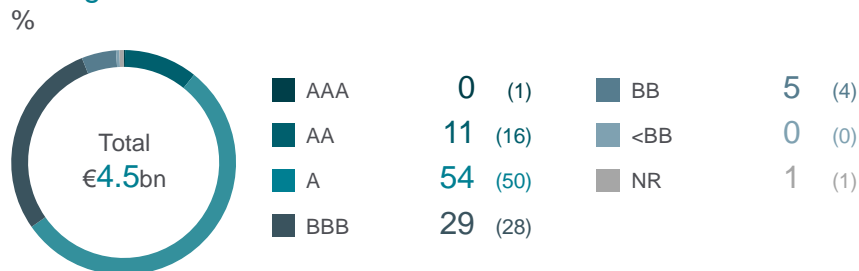 %
Total
€4.5bn
AAA 0 (1)
AA 11 (16)
A 54 (50)
BBB 29 (28)
BB 5 (4)
<BB 0 (0)
NR 1 (1)